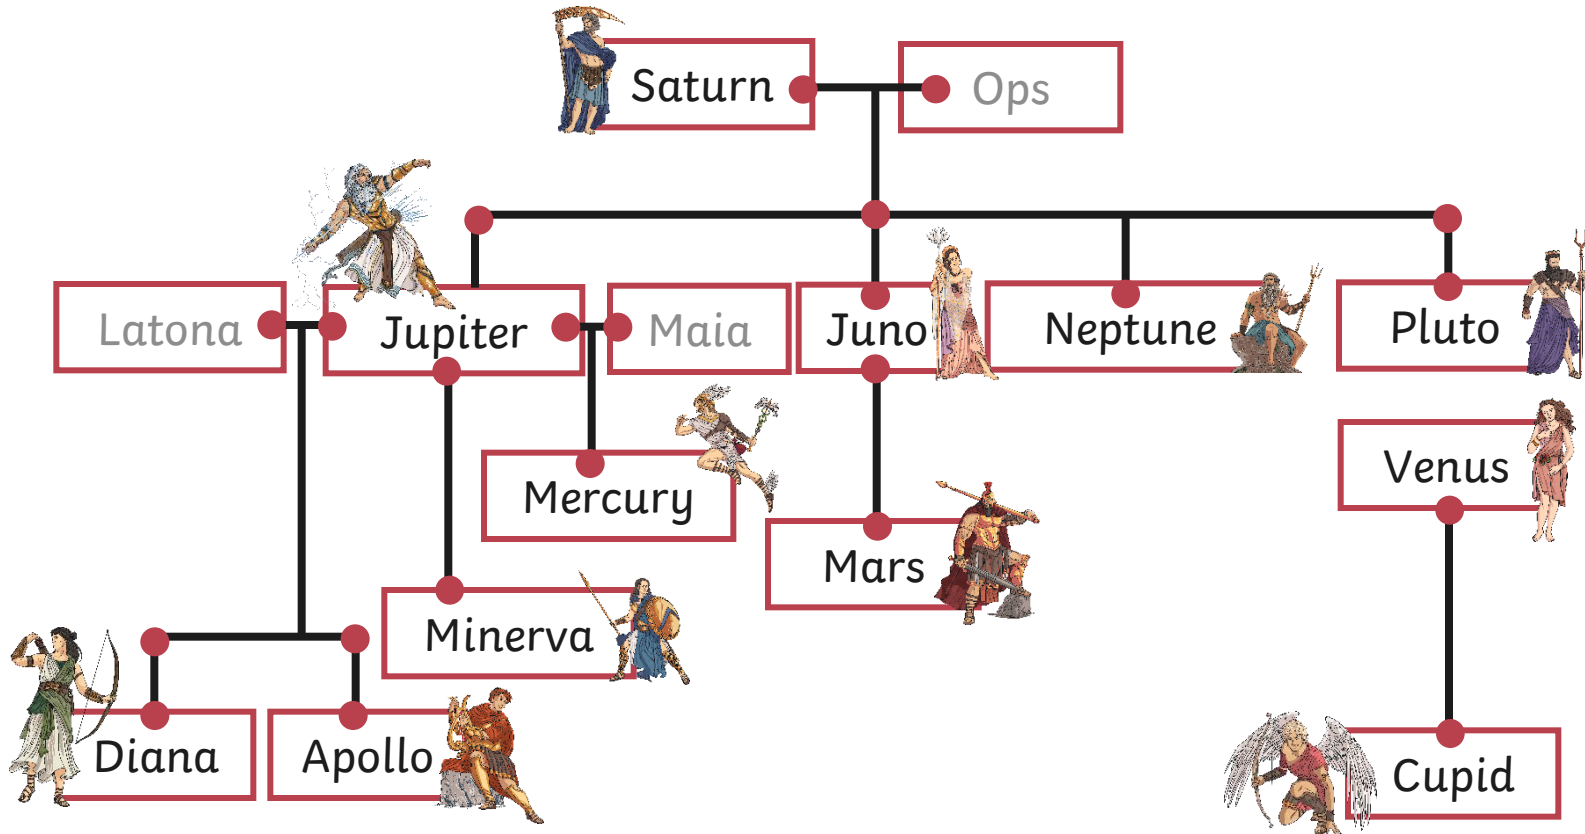 Saturn
Ops
Latona
Jupiter
Maia
Juno
Neptune
Pluto
Venus
Mercury
Mars
Minerva
Diana
Apollo
Cupid